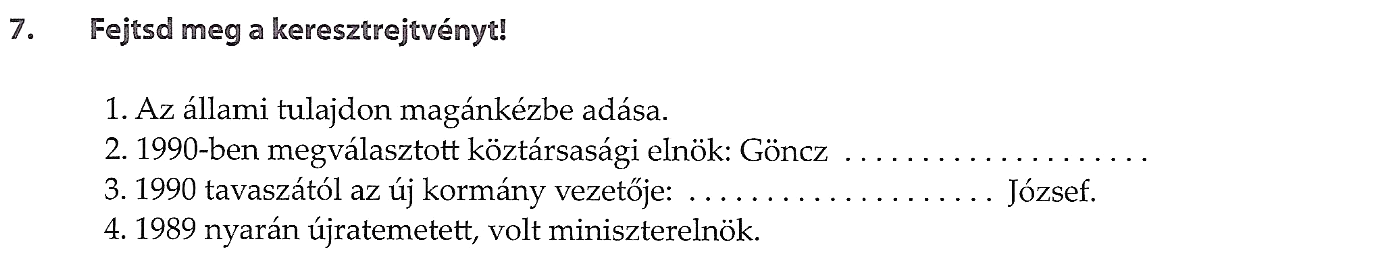 7. Fejtsd meg a keresztrejtvényt!
1. Az állami tulajdon magánkézbe adása.
2. 1990-ben megválasztott köztársasági elnök: Göncz . . . . . . . . . . . . . . . . . . . .
3. 1990 tavaszától az új kormány vezetője: . . . . . . . . . . . . . . . . . . . . József.
4. 1989 nyarán újratemetett, volt miniszterelnök.